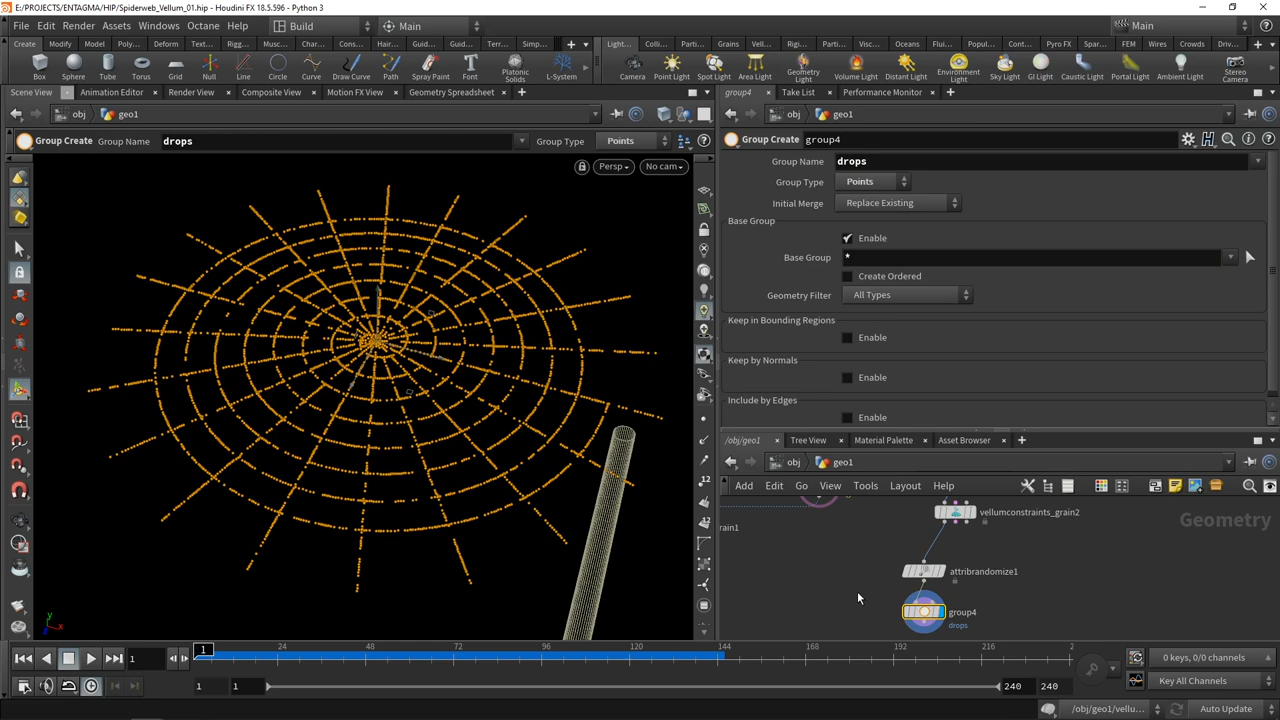 E:/PROJECTS/ENTAGMA/HIP/Spiderweb_Vellum_01.hip - Houdini FX 18.5.596 - Python 3
File Edit Render Assets Windows Octane Help Build Main Main
Create Modify Model Poly... Deform Text... Rigg... Musc... Char... Cons... Hair... Guid... Guid... Terr... Simp... Light... Colli... Parti... Grains Vell... Rigi... Parti... Visc... Oceans Flui... Popul... Cont... Pyro FX Spar... FEM Wires Crowds Driv...
Box Sphere Tube Torus Grid Null Line Circle Curve Draw Curve Path Spray Paint Font Platonic Solids L-System Camera Point Light Spot Light Area Light Geometry Light Volume Light Distant Light Environment Light Sky Light GI Light Caustic Light Portal Light Ambient Light Stereo Camera
Scene View Animation Editor Render View Composite View Motion FX View Geometry Spreadsheet
obj geo1
Group Create Group Name drops Group Type Points
Persp No cam
group4 Take List Performance Monitor
obj geo1
Group Create group4
Group Name drops
Group Type Points
Initial Merge Replace Existing
Base Group
Enable
Base Group *
Create Ordered
Geometry Filter All Types
Keep in Bounding Regions
Enable
Keep by Normals
Enable
Include by Edges
Enable
/obj/geo1 Tree View Material Palette Asset Browser
obj geo1
Add Edit Go View Tools Layout Help
Geometry
vellumconstraints_grain2
rain1
attribrandomize1
group4
drops
12
12
y
x
1 24 48 72 96 120 144 168 192 216 2
1
0 keys, 0/0 channels
1 1 240 240
Key All Channels
/obj/geo1/vellu... Auto Update